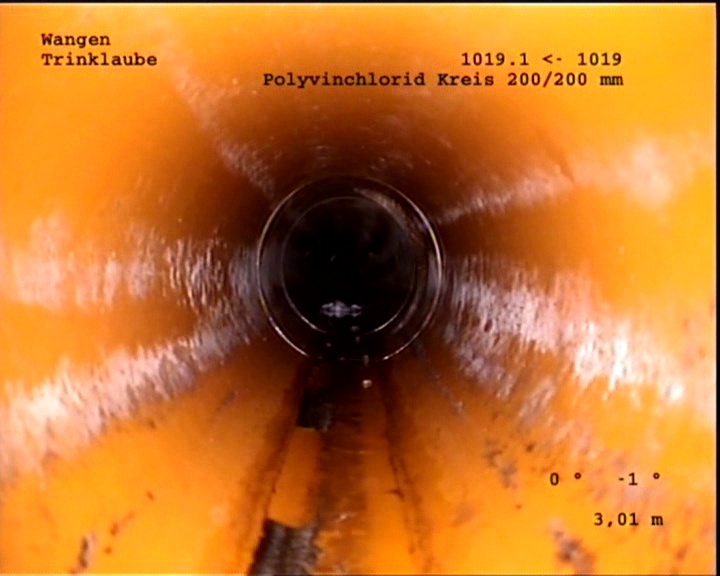 Wangen
Trinklaube
1019.1 <- 1019
Polyvinchlorid Kreis 200/200 mm
0 ° -1 °
3,01 m